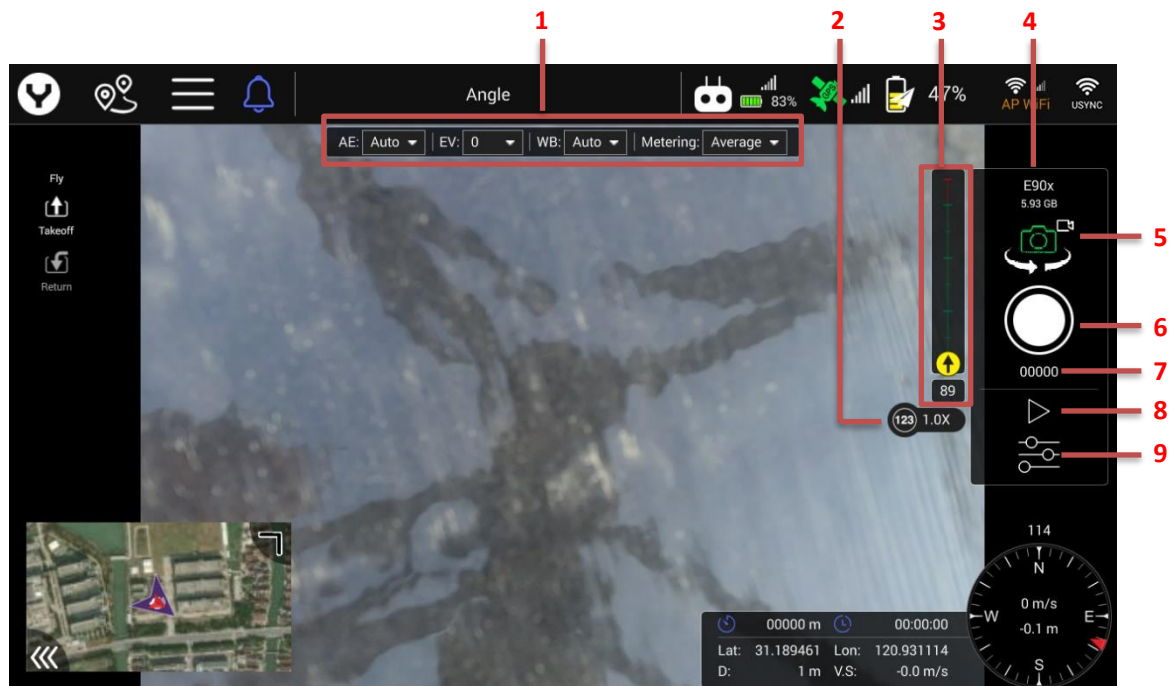 1 2 3 4
Angle
83%
GPS
47%
AP WiFi
USYNC
AE: Auto EV: 0 WB: Auto Metering: Average
Fly
Takeoff
Return
E90x
5.93 GB
5
6
00000 7
89
8
123 1.0X
9
114
N
W E
S
0 m/s
-0.1 m
00000 m 00:00:00
Lat: 31.189461 Lon: 120.931114
D: 1 m V.S: -0.0 m/s